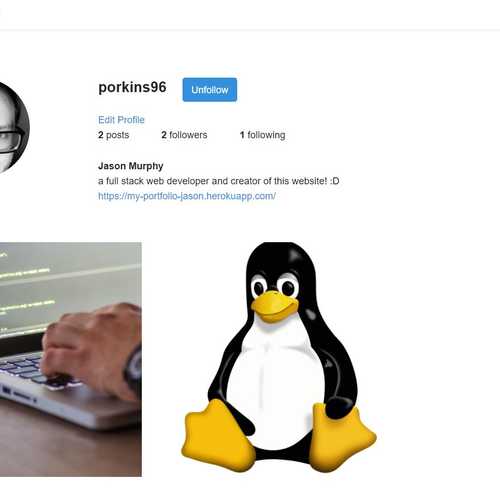 porkins96 Unfollow
Edit Profile
2 posts 2 followers 1 following
Jason Murphy
a full stack web developer and creator of this website! :D
https://my-portfolio-jason.herokuapp.com/